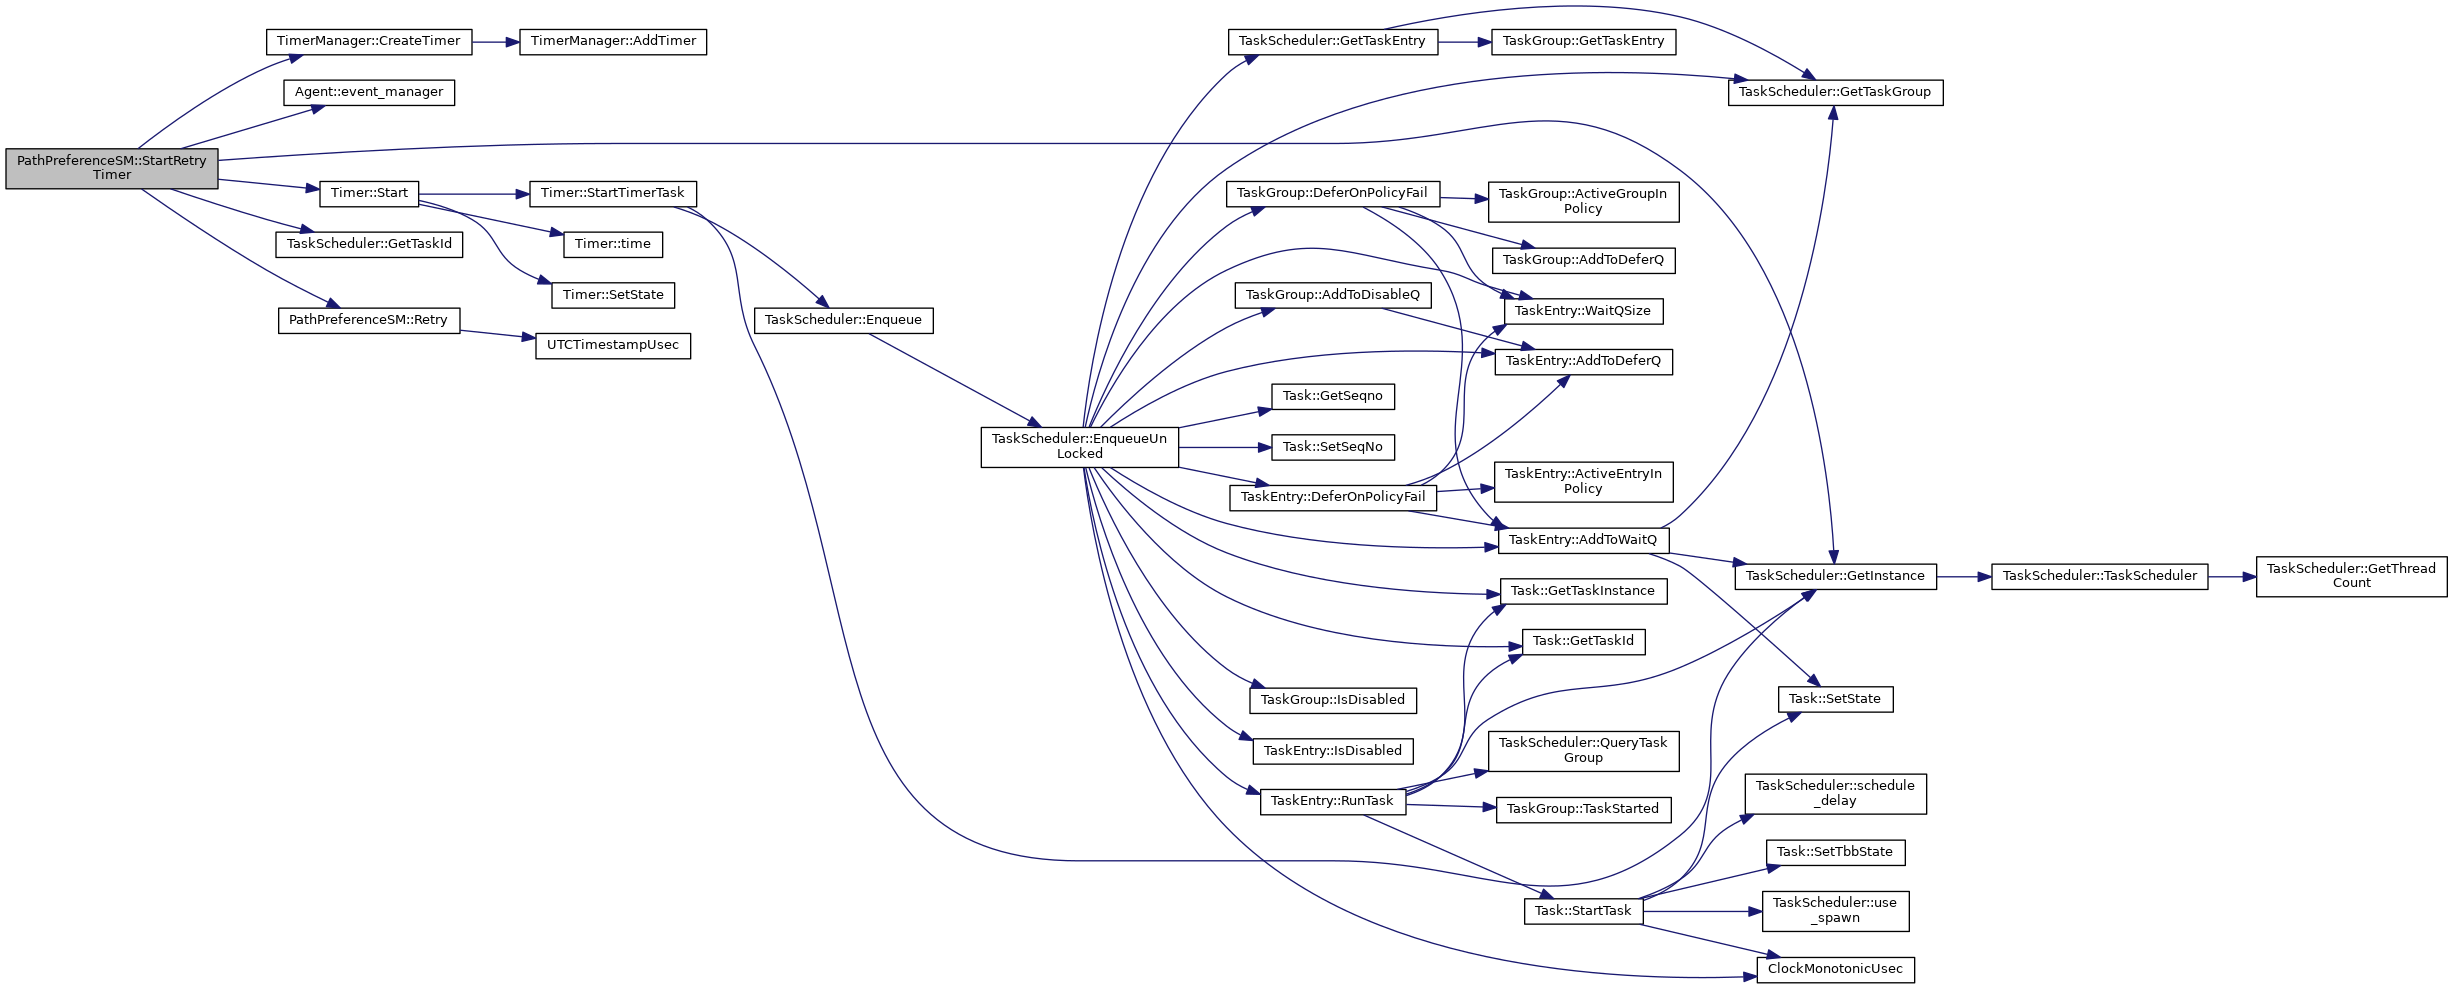 PathPreferenceSM::StartRetry
Timer
TimerManager::CreateTimer
TimerManager::AddTimer
Agent::event_manager
Timer::Start
Timer::StartTimerTask
TaskScheduler::GetTaskId
Timer::time
Timer::SetState
PathPreferenceSM::Retry
UTCTimestampUsec
TaskScheduler::Enqueue
TaskScheduler::EnqueueUn
Locked
TaskScheduler::GetTaskEntry
TaskGroup::GetTaskEntry
TaskScheduler::GetTaskGroup
TaskGroup::DeferOnPolicyFail
TaskGroup::ActiveGroupIn
Policy
TaskGroup::AddToDeferQ
TaskGroup::AddToDisableQ
TaskEntry::WaitQSize
TaskEntry::AddToDeferQ
Task::GetSeqno
Task::SetSeqNo
TaskEntry::DeferOnPolicyFail
TaskEntry::ActiveEntryIn
Policy
TaskEntry::AddToWaitQ
TaskScheduler::GetInstance
TaskScheduler::TaskScheduler
TaskScheduler::GetThread
Count
Task::GetTaskInstance
Task::GetTaskId
TaskGroup::IsDisabled
Task::SetState
TaskEntry::IsDisabled
TaskScheduler::QueryTask
Group
TaskEntry::RunTask
TaskGroup::TaskStarted
TaskScheduler::schedule
_delay
Task::SetTbbState
Task::StartTask
TaskScheduler::use
_spawn
ClockMonotonicUsec